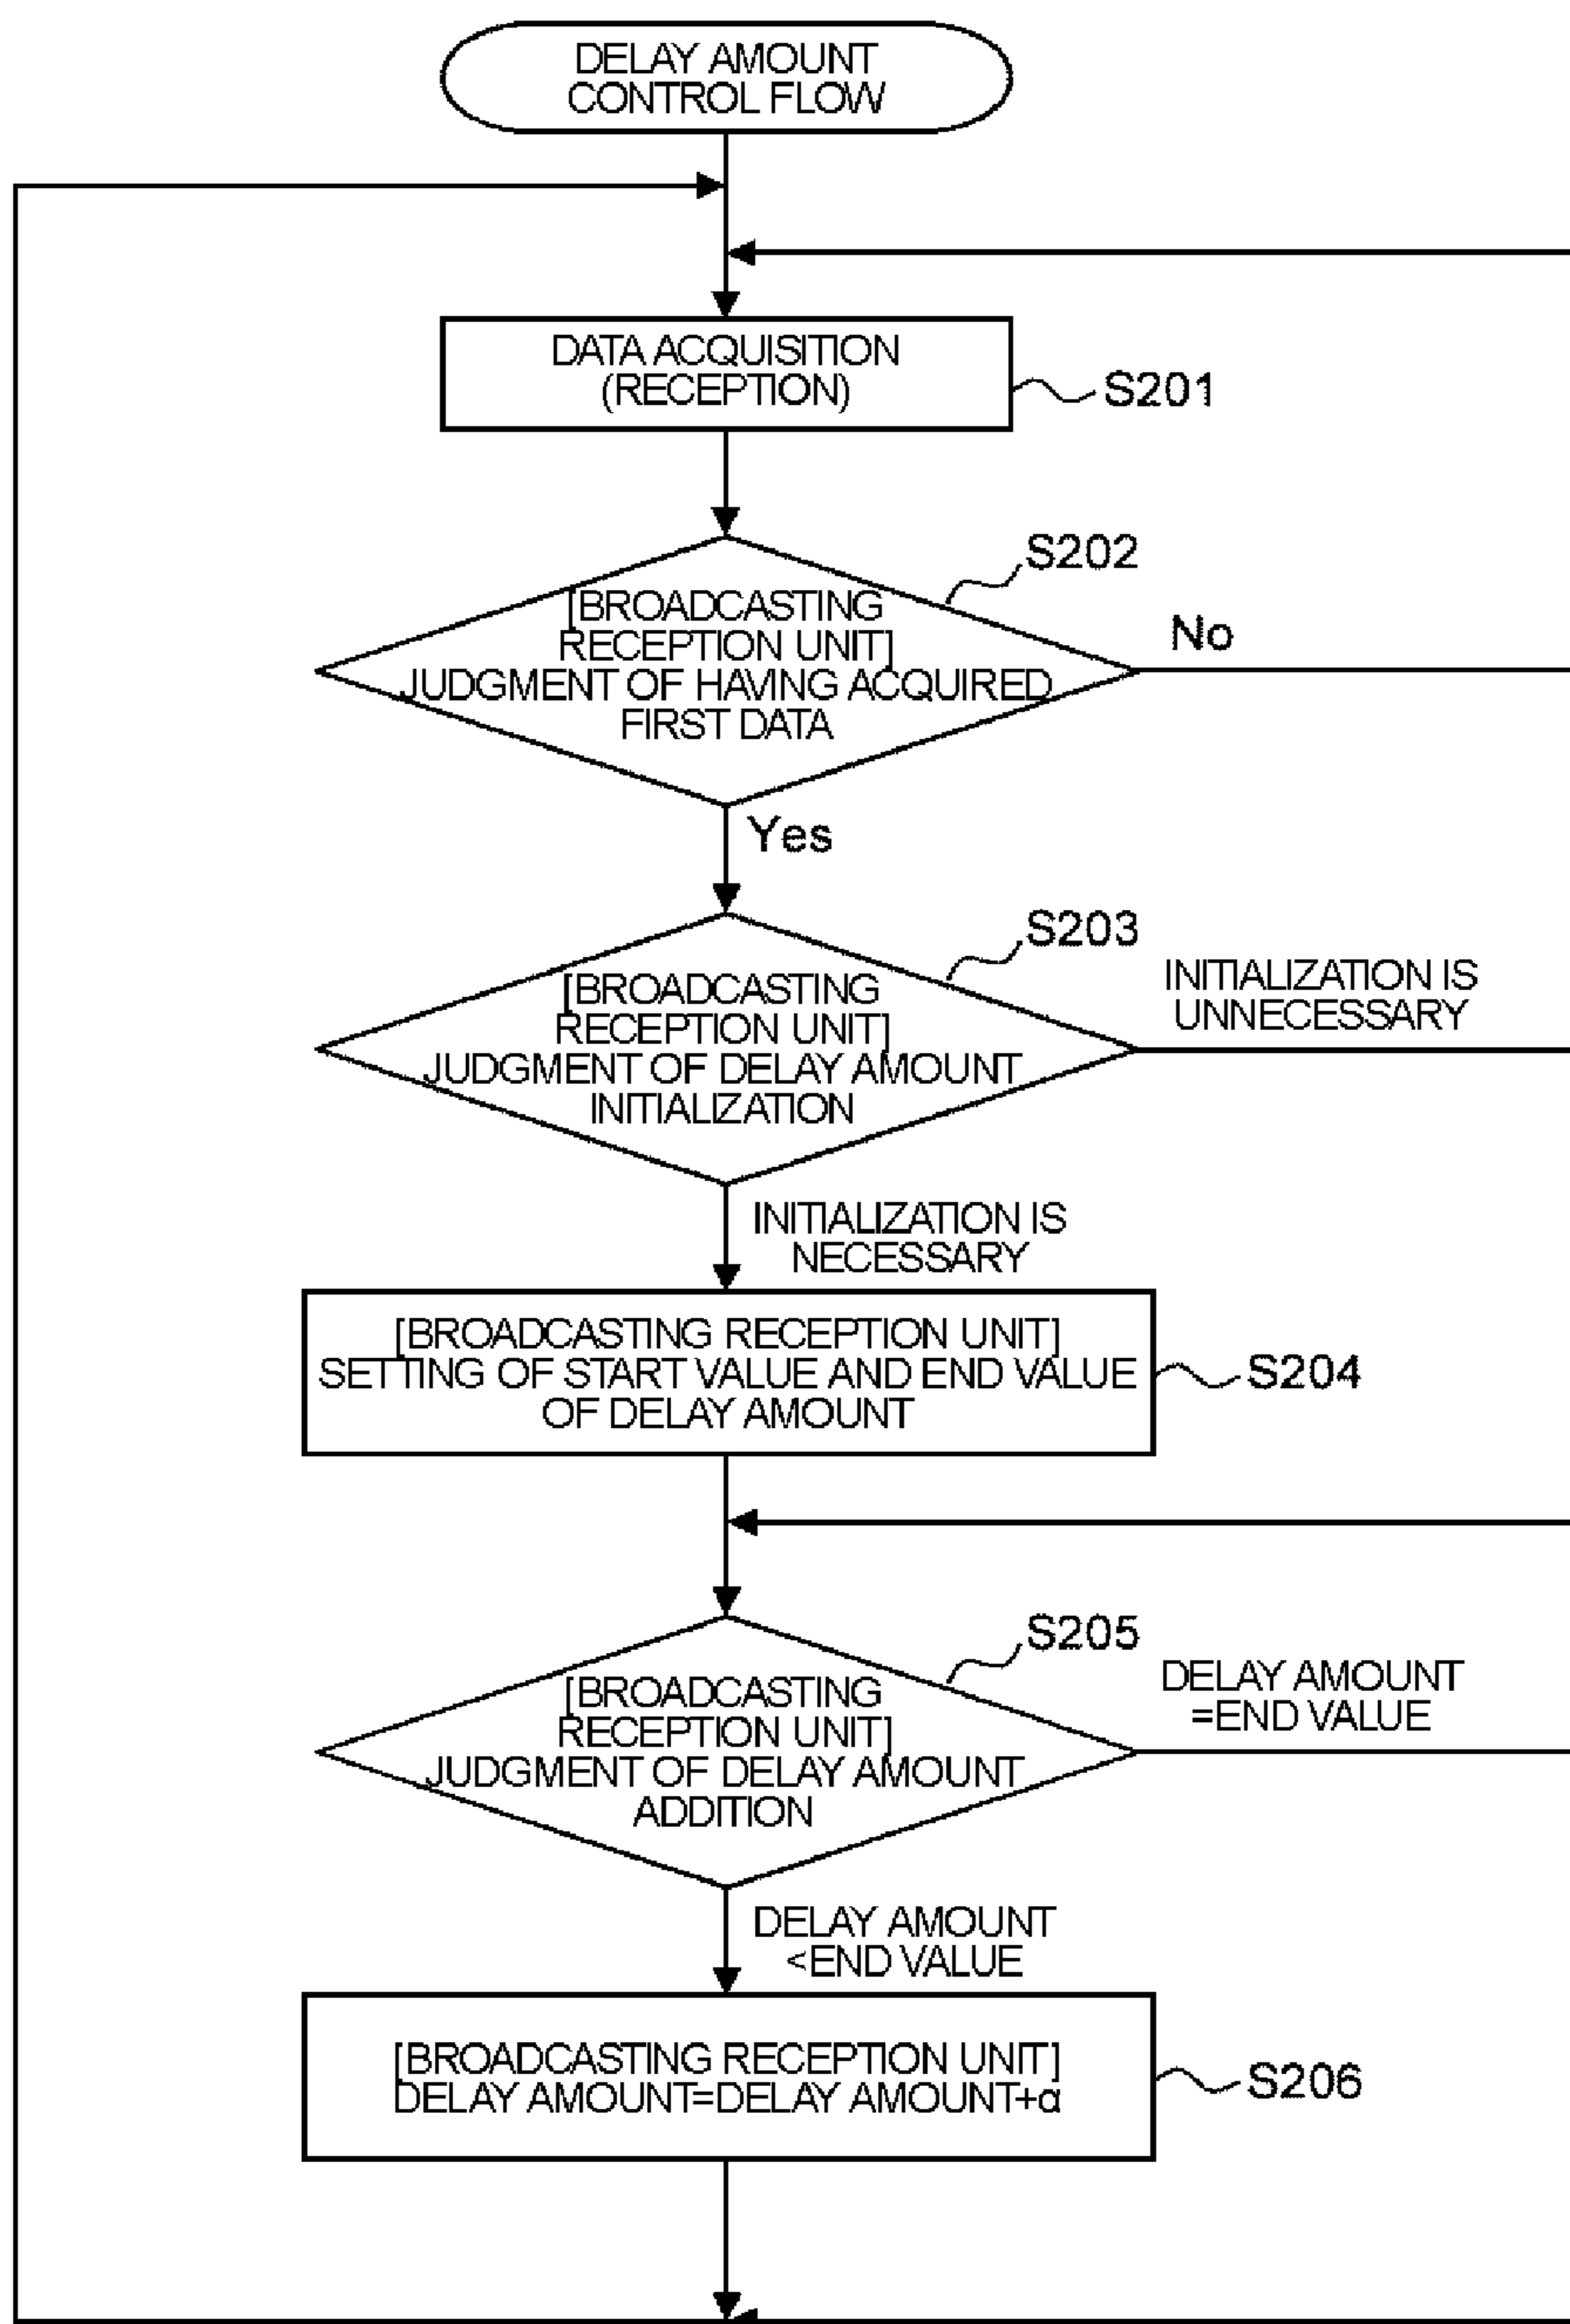 DELAY AMOUNT
CONTROL FLOW
DATA ACQUISITION
(RECEPTION)
S201
S202
[BROADCASTING
RECEPTION UNIT]
JUDGMENT OF HAVING ACQUIRED
FIRST DATA
No
Yes
S203
[BROADCASTING
RECEPTION UNIT]
JUDGMENT OF DELAY AMOUNT
INITIALIZATION
INITIALIZATION IS
UNNECESSARY
INITIALIZATION IS
NECESSARY
[BROADCASTING RECEPTION UNIT]
SETTING OF START VALUE AND END VALUE
OF DELAY AMOUNT
S204
S205
[BROADCASTING
RECEPTION UNIT]
JUDGMENT OF DELAY AMOUNT
ADDITION
DELAY AMOUNT
=END VALUE
DELAY AMOUNT
<END VALUE
[BROADCASTING RECEPTION UNIT]
DELAY AMOUNT=DELAY AMOUNT+α
S206